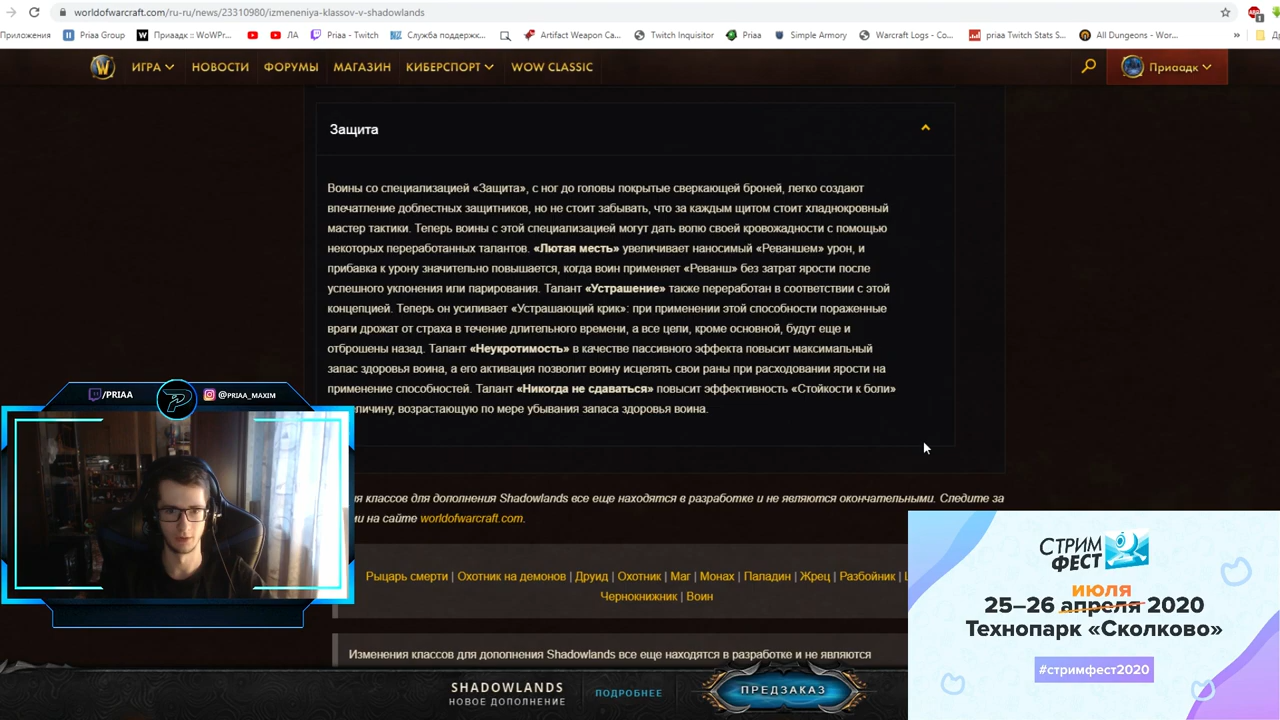 worldofwarcraft.com/ru-ru/news/23310980/izmeneniya-klassov-v-shadowlands
Приложения Priaa Group Приаадк :: WoWPr... ЛА Priaa - Twitch Служба поддержк... Artifact Weapon Ca... Twitch Inquisitor Priaa Simple Armory Warcraft Logs - Co... priaa Twitch Stats S... All Dungeons - Wor... »
ИГРА НОВОСТИ ФОРУМЫ МАГАЗИН КИБЕРСПОРТ WOW CLASSIC Приаадк
Защита
Воины со специализацией «Защита», с ног до головы покрытые сверкающей броней, легко создают
впечатление доблестных защитников, но не стоит забывать, что за каждым щитом стоит хладнокровный
мастер тактики. Теперь воины с этой специализацией могут дать волю своей кровожадности с помощью
некоторых переработанных талантов. «Лютая месть» увеличивает наносимый «Реваншем» урон, и
прибавка к урону значительно повышается, когда воин применяет «Реванш» без затрат ярости после
успешного уклонения или парирования. Талант «Устрашение» также переработан в соответствии с этой
концепцией. Теперь он усиливает «Устрашающий крик»: при применении этой способности пораженные
враги дрожат от страха в течение длительного времени, а все цели, кроме основной, будут еще и
отброшены назад. Талант «Неукротимость» в качестве пассивного эффекта повысит максимальный
запас здоровья воина, а его активация позволит воину исцелять свои раны при расходовании ярости на
применение способностей. Талант «Никогда не сдаваться» повысит эффективность «Стойкости к боли»
еличину, возрастающую по мере убывания запаса здоровья воина.
/PRIAA @PRIAA_MAXIM
я классов для дополнения Shadowlands все еще находятся в разработке и не являются окончательными. Следите за
ми на сайте worldofwarcraft.com.
Рыцарь смерти | Охотник на демонов | Друид | Охотник | Маг | Монах | Паладин | Жрец | Разбойник |
Чернокнижник | Воин
Изменения классов для дополнения Shadowlands все еще находятся в разработке и не являются
SHADOWLANDS
НОВОЕ ДОПОЛНЕНИЕ
ПОДРОБНЕЕ
ПРЕДЗАКАЗ
СТРИМ
ФЕСТ
ИЮЛЯ
25–26 апреля 2020
Технопарк «Сколково»
#стримфест2020